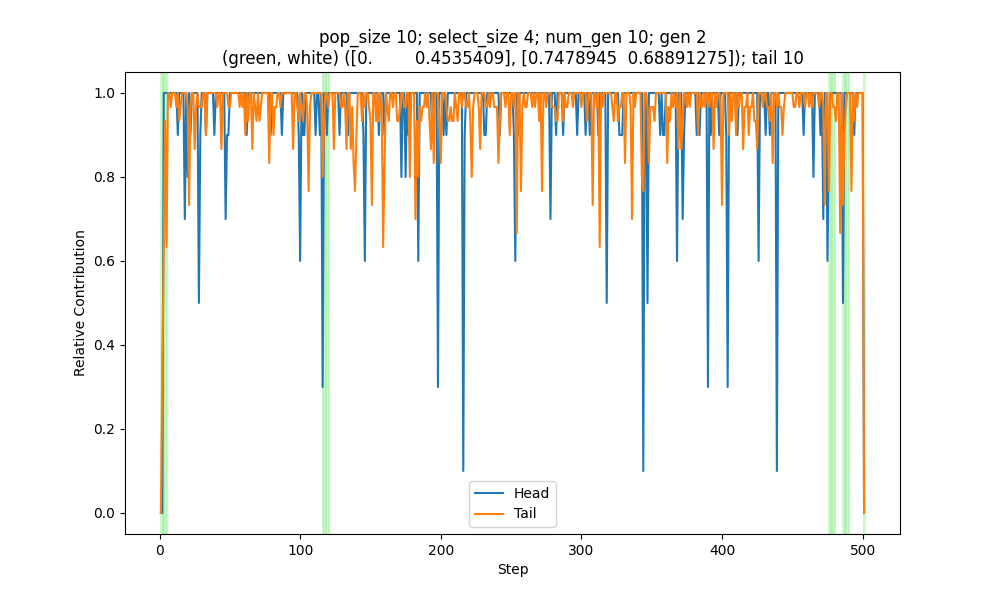 pop_size 10; select_size 4; num_gen 10; gen 2
(green, white) ([0.        0.4535409], [0.7478945  0.68891275]); tail 10
1.0
0.8
0.6
0.4
0.2
0.0
Relative Contribution
Head
Tail
0
100
200
300
400
500
Step